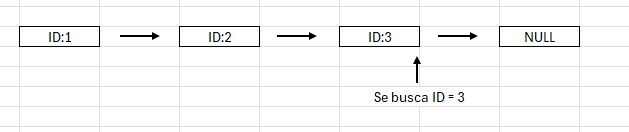 ID:1 ID:2 ID:3 NULL
Se busca ID = 3